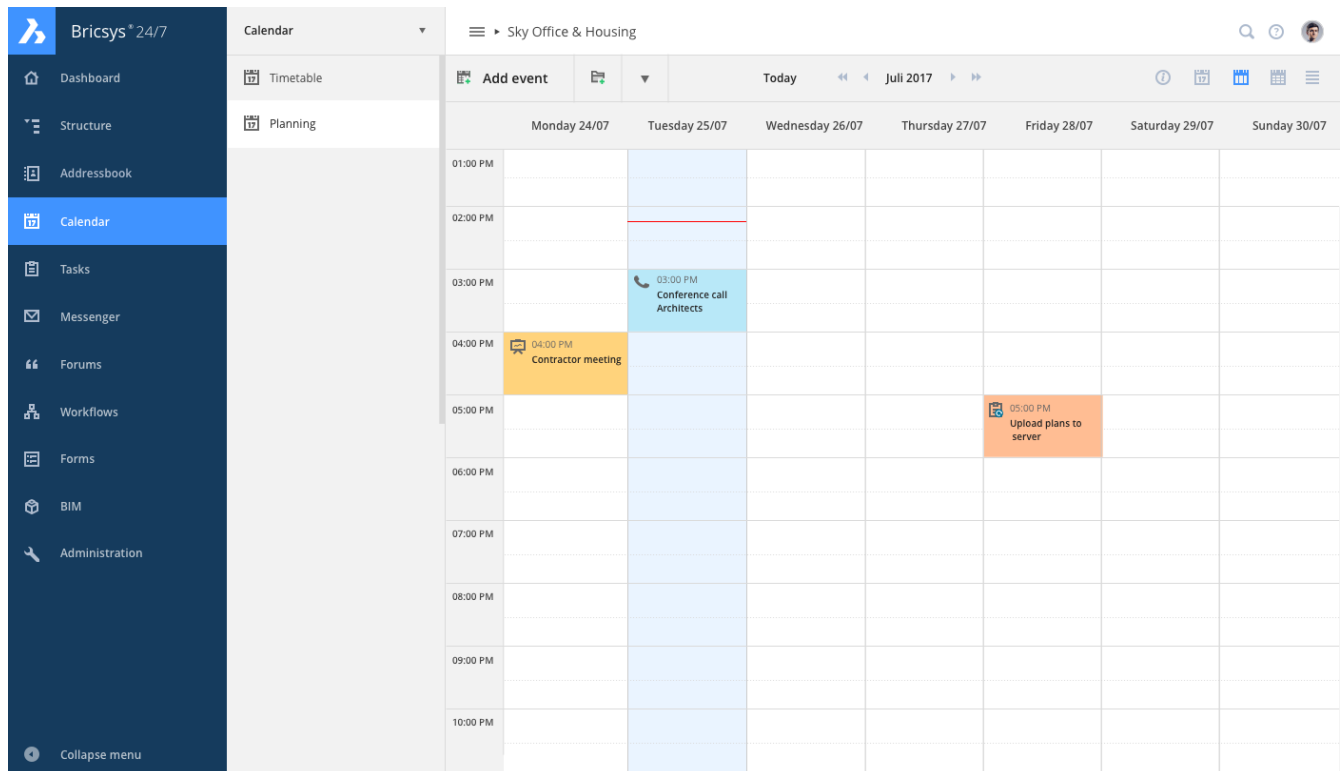 Bricsys® 24/7
Calendar
Sky Office & Housing
Dashboard
Structure
Addressbook
Calendar
Tasks
Messenger
Forums
Workflows
Forms
BIM
Administration
Collapse menu
17 Timetable
17 Planning
Add event
Today
Juli 2017
Monday 24/07
Tuesday 25/07
Wednesday 26/07
Thursday 27/07
Friday 28/07
Saturday 29/07
Sunday 30/07
01:00 PM
02:00 PM
03:00 PM
03:00 PM
Conference call
Architects
04:00 PM
04:00 PM
Contractor meeting
05:00 PM
05:00 PM
Upload plans to
server
06:00 PM
07:00 PM
08:00 PM
09:00 PM
10:00 PM